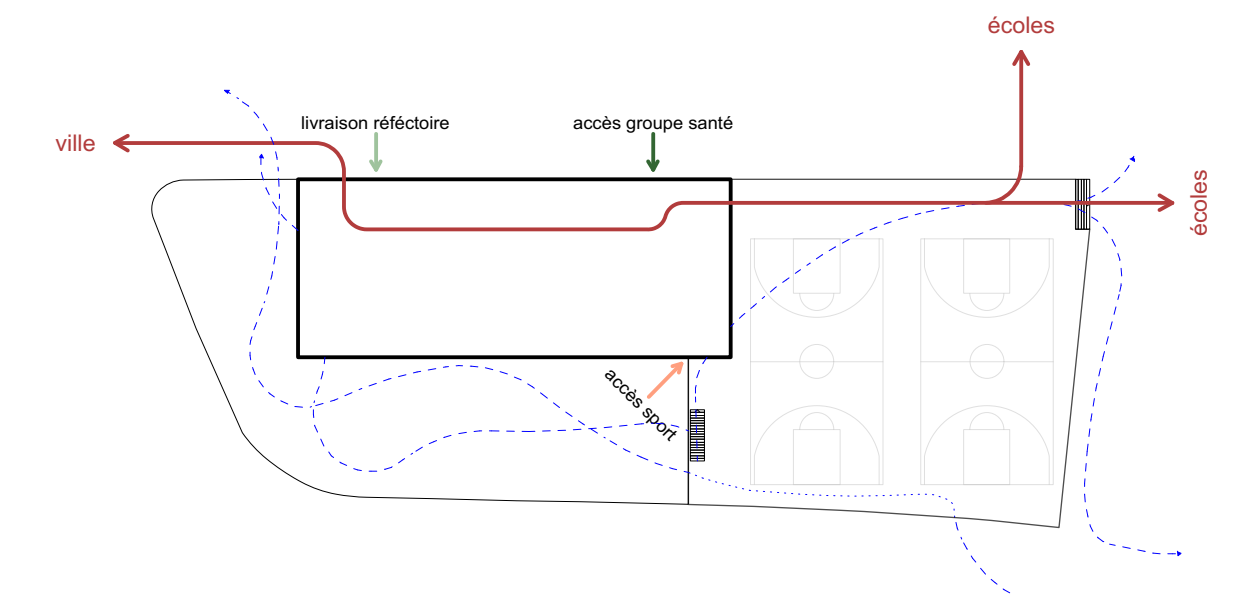 écoles
livraison réféctoire
accès groupe santé
ville
écoles
accès sport